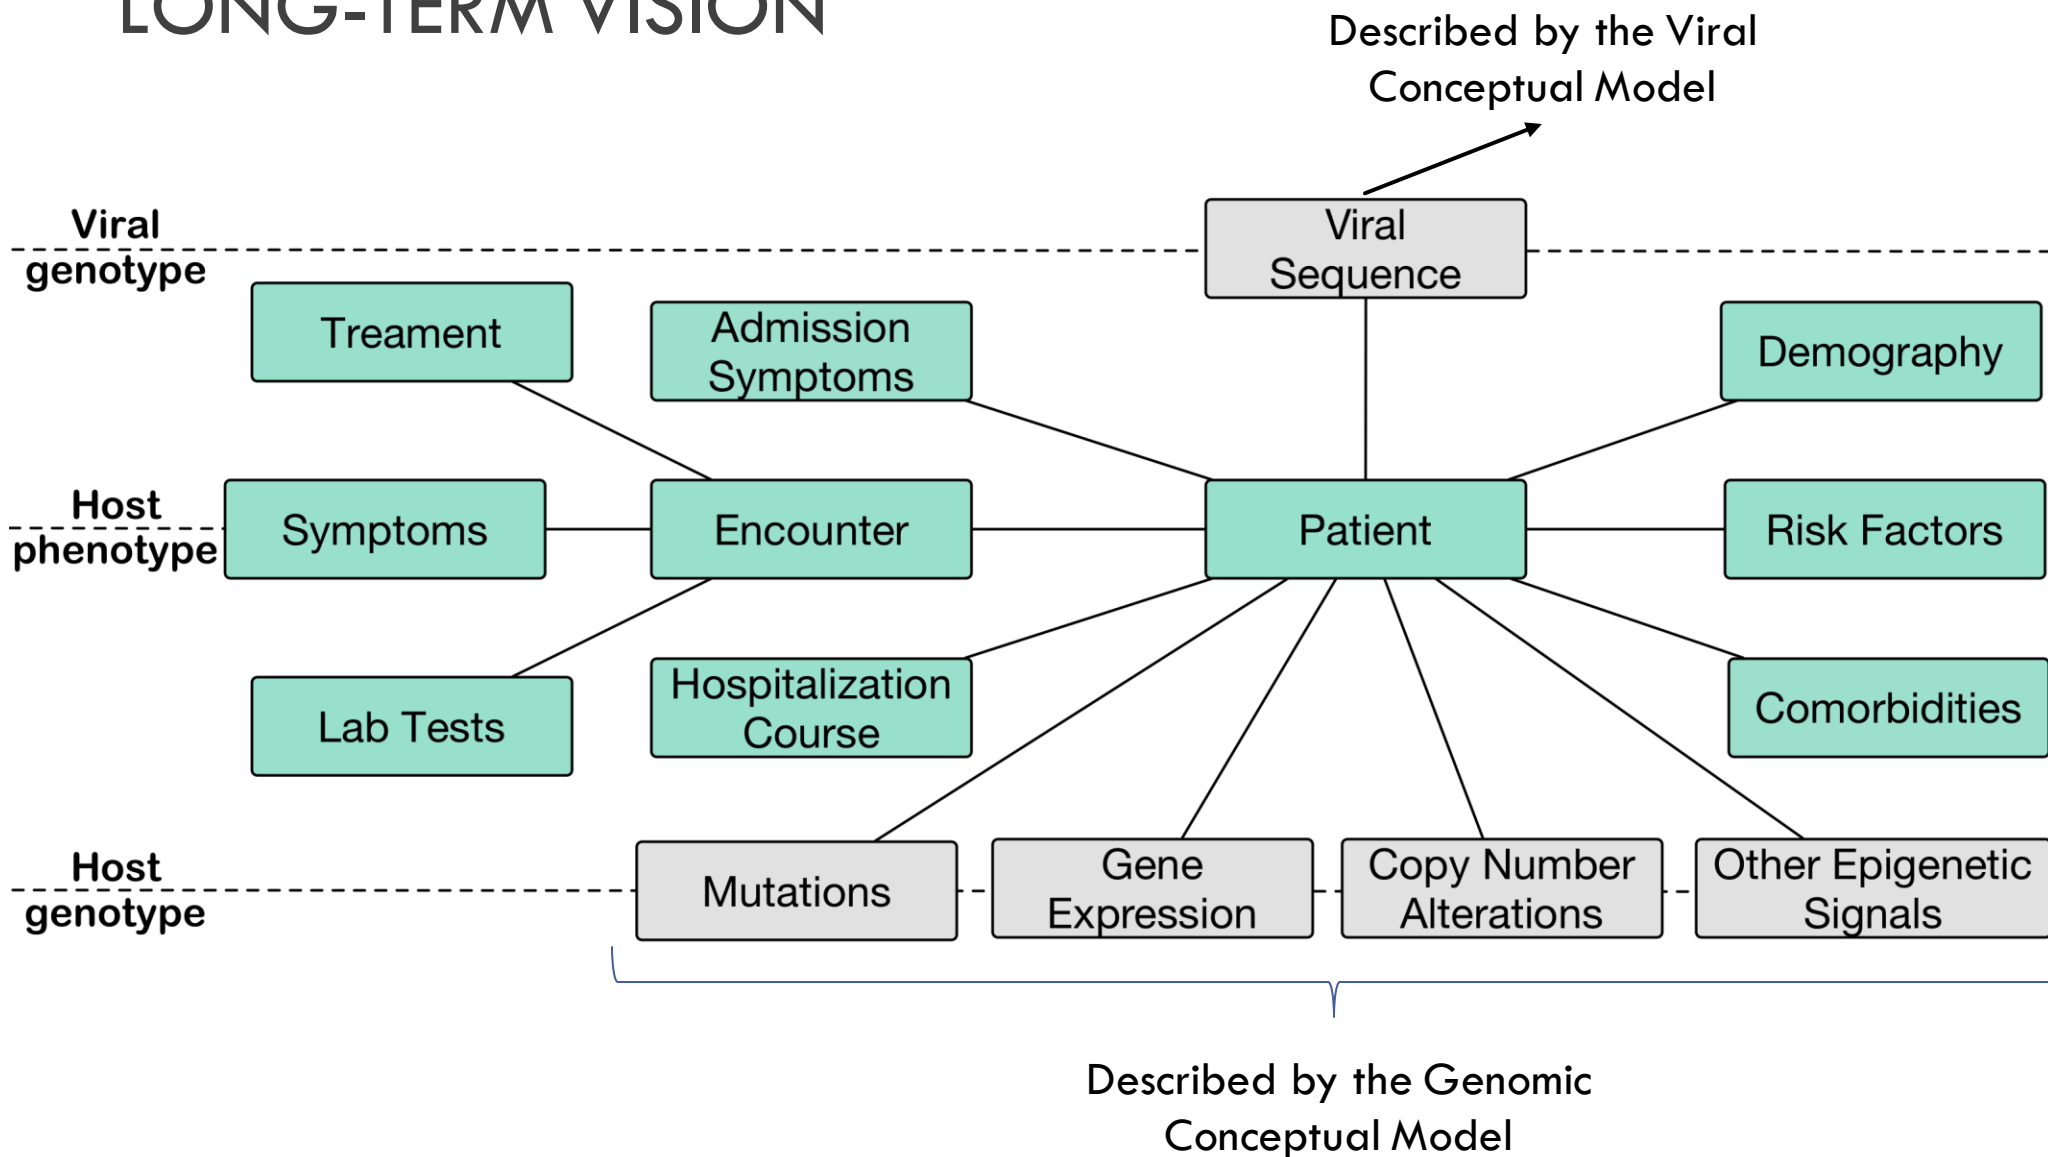 LONG-TERM VISION
Described by the Viral
Conceptual Model
Viral
genotype
Viral
Sequence
Treament
Admission
Symptoms
Demography
Host
phenotype
Symptoms
Encounter
Patient
Risk Factors
Lab Tests
Hospitalization
Course
Comorbidities
Host
genotype
Mutations
Gene
Expression
Copy Number
Alterations
Other Epigenetic
Signals
Described by the Genomic
Conceptual Model